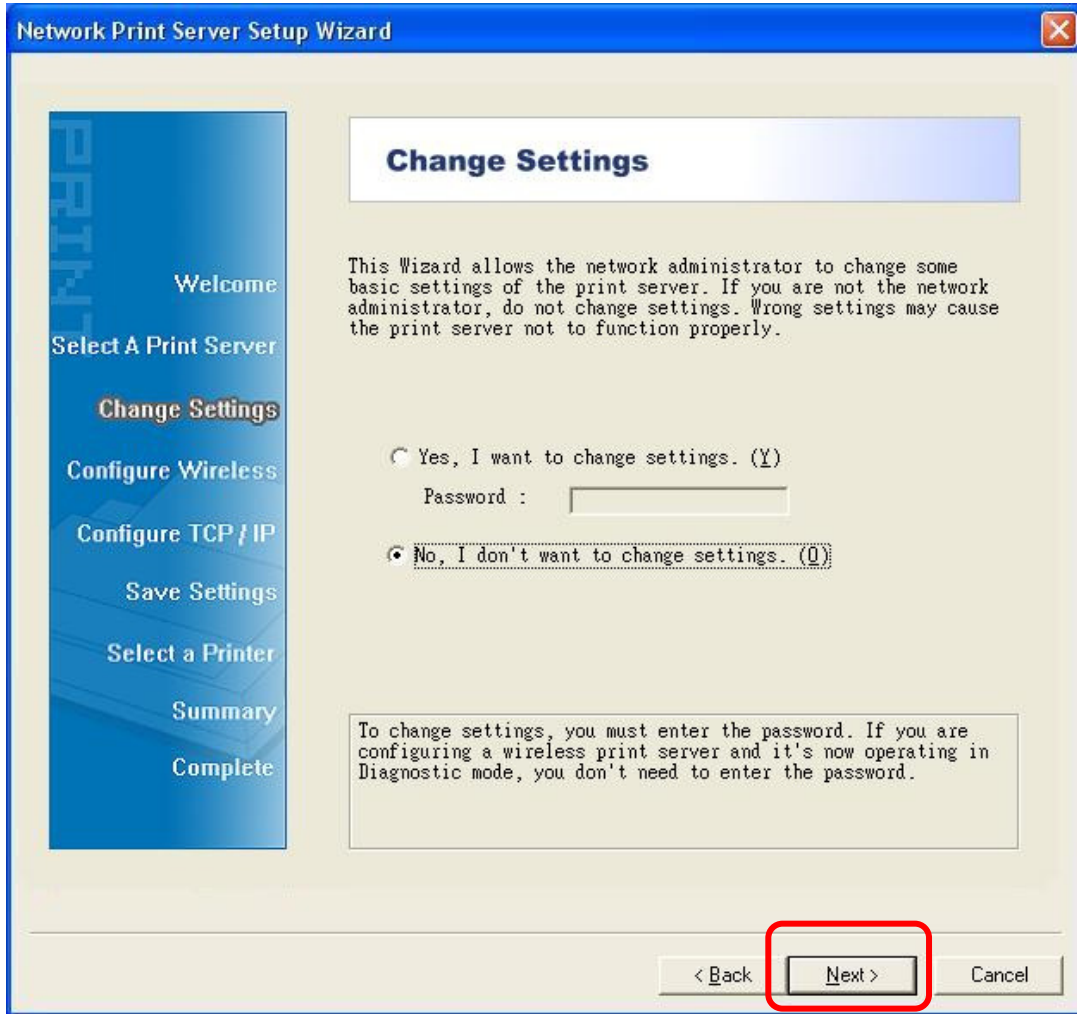 Network Print Server Setup Wizard
PRINT
Change Settings
Welcome
Select A Print Server
Change Settings
Configure Wireless
Configure TCP / IP
Save Settings
Select a Printer
Summary
Complete
This Wizard allows the network administrator to change some
basic settings of the print server. If you are not the network
administrator, do not change settings. Wrong settings may cause
the print server not to function properly.
Yes, I want to change settings. (Y)
Password :
No, I don't want to change settings. (O)
To change settings, you must enter the password. If you are
configuring a wireless print server and it's now operating in
Diagnostic mode, you don't need to enter the password.
< Back
Next >
Cancel